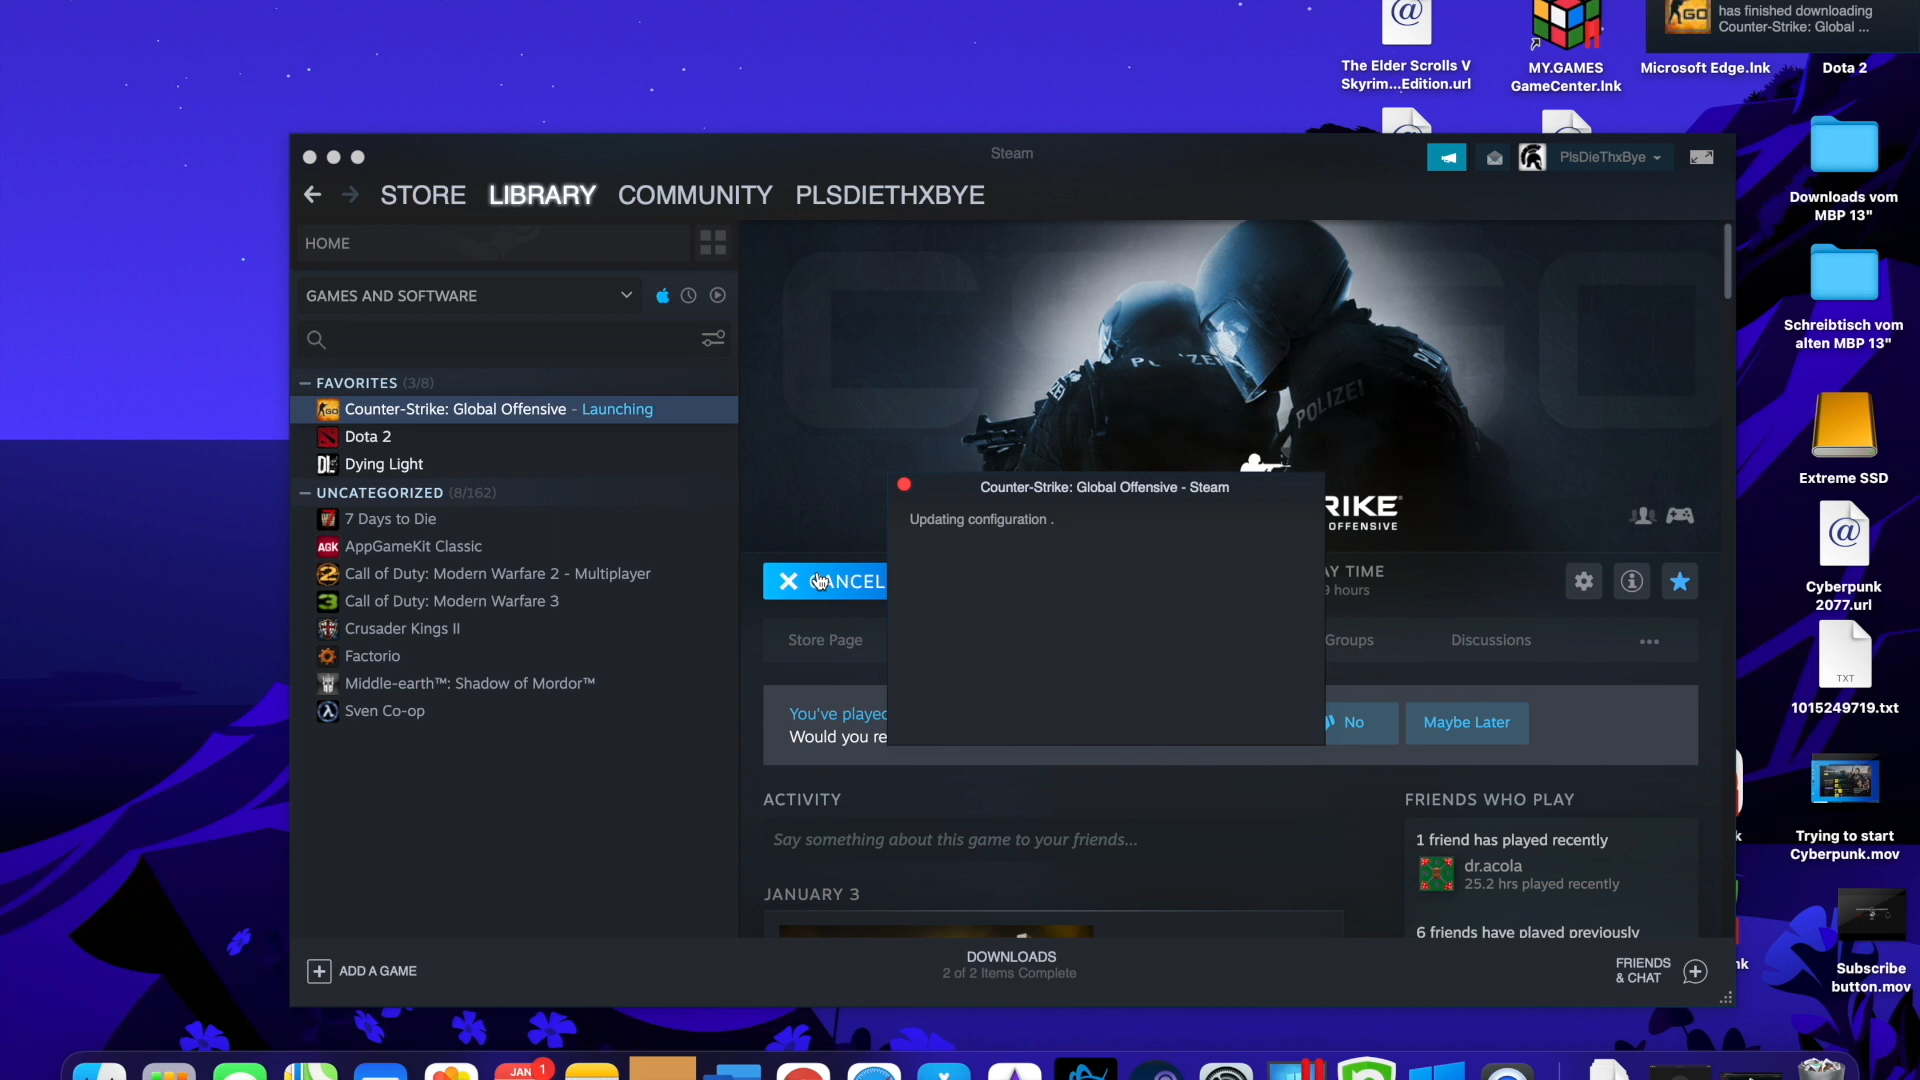 has finished downloading
Counter-Strike: Global ...
The Elder Scrolls V
Skyrim...Edition.url
MY.GAMES
GameCenter.lnk
Microsoft Edge.lnk
Dota 2
Steam
PlsDieThxBye
STORE
LIBRARY
COMMUNITY
PLSDIETHXBYE
HOME
GAMES AND SOFTWARE
FAVORITES (3/8)
Counter-Strike: Global Offensive - Launching
Dota 2
Dying Light
UNCATEGORIZED (8/162)
7 Days to Die
AppGameKit Classic
Call of Duty: Modern Warfare 2 - Multiplayer
Call of Duty: Modern Warfare 3
Crusader Kings II
Factorio
Middle-earth™: Shadow of Mordor™
Sven Co-op
POLIZEI
RIKE
OFFENSIVE
Counter-Strike: Global Offensive - Steam
Updating configuration .
CANCEL
AY TIME
9 hours
Store Page
Groups
Discussions
You've played
Would you re
No
Maybe Later
ACTIVITY
Say something about this game to your friends...
JANUARY 3
FRIENDS WHO PLAY
1 friend has played recently
dr.acola
25.2 hrs played recently
6 friends have played previously
ADD A GAME
DOWNLOADS
2 of 2 Items Complete
FRIENDS
& CHAT
Downloads vom
MBP 13"
Schreibtisch vom
alten MBP 13"
Extreme SSD
Cyberpunk
2077.url
TXT
1015249719.txt
Trying to start
Cyberpunk.mov
Subscribe
button.mov
JAN 1